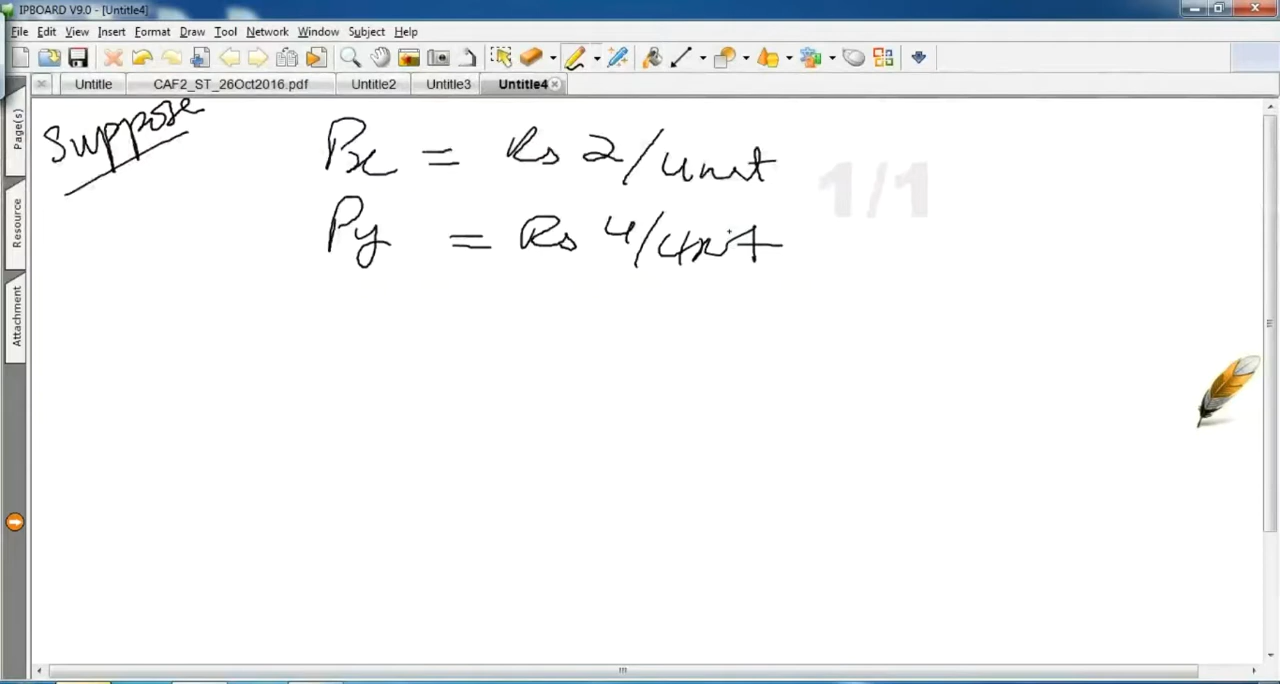 IPBOARD V9.0 - [Untitle4]
File Edit View Insert Format Draw Tool Network Window Subject Help
Untitle CAF2_ST_26Oct2016.pdf Untitle2 Untitle3 Untitle4
Page(s)
Resource
Attachment
Suppose
Px = Rs 2/unit
1/1
Py = Rs 4/unit